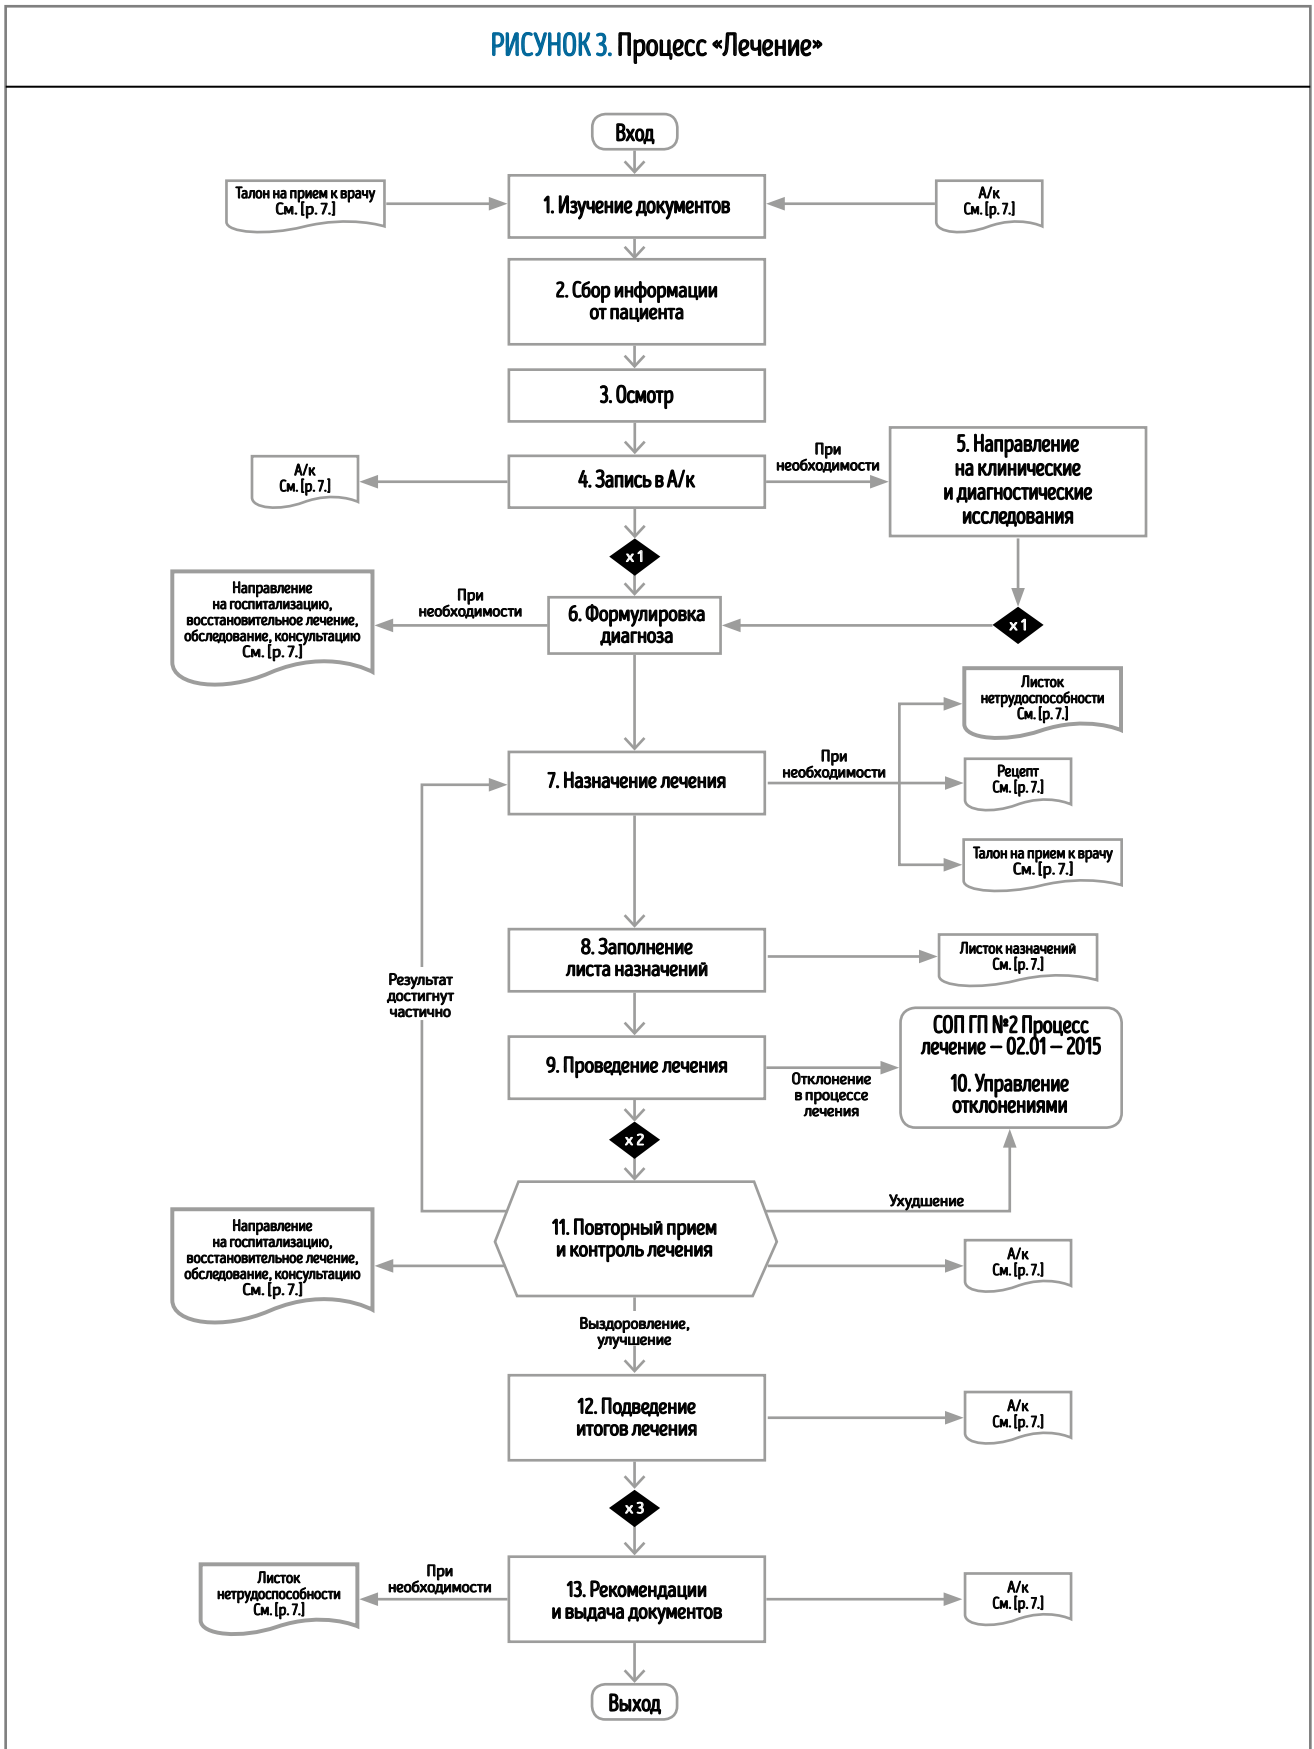 РИСУНОК 3. Процесс «Лечение»
Вход
Талон на прием к врачу
См. [р. 7.]
1. Изучение документов
А/к
См. [р. 7.]
2. Сбор информации
от пациента
3. Осмотр
А/к
См. [р. 7.]
4. Запись в А/к
При
необходимости
5. Направление
на клинические
и диагностические
исследования
х 1
Направление
на госпитализацию,
восстановительное лечение,
обследование, консультацию
См. [р. 7.]
При
необходимости
6. Формулировка
диагноза
х 1
Листок
нетрудоспособности
См. [р. 7.]
7. Назначение лечения
При
необходимости
Рецепт
См. [р. 7.]
Талон на прием к врачу
См. [р. 7.]
8. Заполнение
листа назначений
Листок назначений
См. [р. 7.]
Результат
достигнут
частично
9. Проведение лечения
Отклонение
в процессе
лечения
СОП ГП №2 Процесс
лечение – 02.01 – 2015
10. Управление
отклонениями
х 2
Ухудшение
Направление
на госпитализацию,
восстановительное лечение,
обследование, консультацию
См. [р. 7.]
11. Повторный прием
и контроль лечения
А/к
См. [р. 7.]
Выздоровление,
улучшение
12. Подведение
итогов лечения
А/к
См. [р. 7.]
х 3
Листок
нетрудоспособности
См. [р. 7.]
При
необходимости
13. Рекомендации
и выдача документов
А/к
См. [р. 7.]
Выход